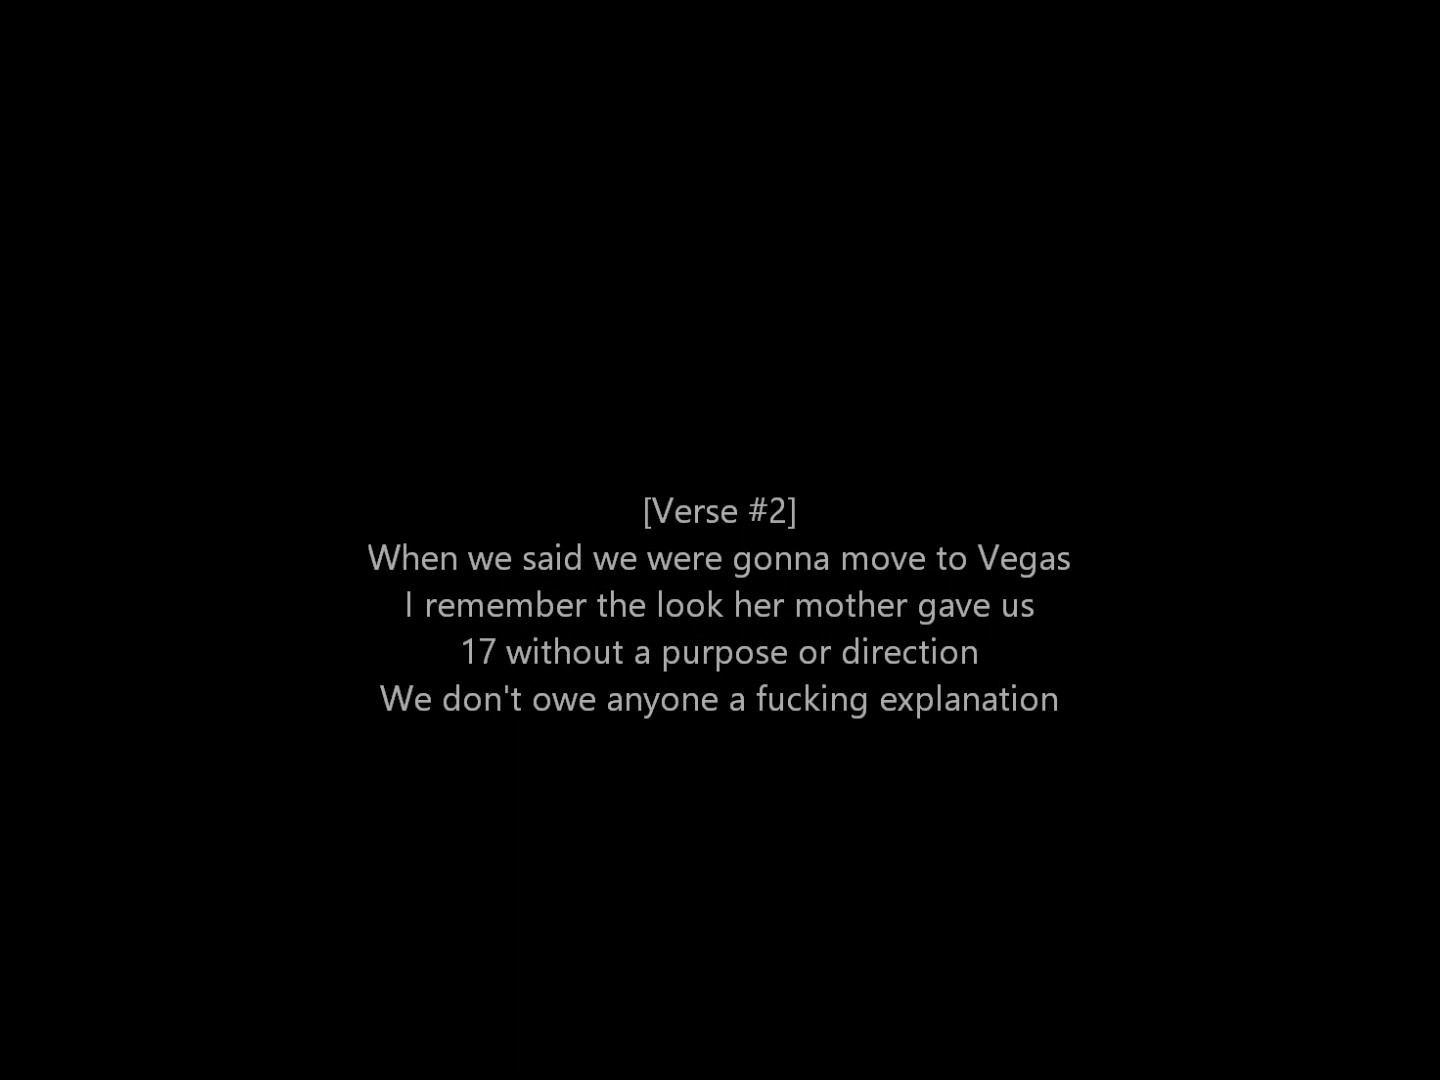 [Verse #2]
When we said we were gonna move to Vegas
I remember the look her mother gave us
17 without a purpose or direction
We don't owe anyone a fucking explanation